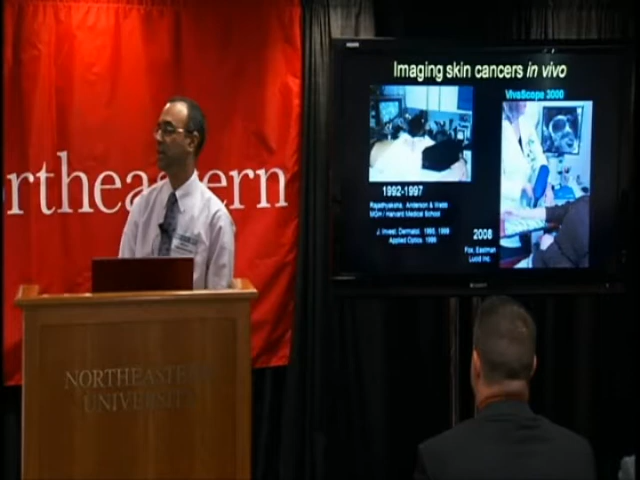 Imaging skin cancers in vivo
VivaScope 2000
1992-1997
Rajadhyaksha, Anderson & Webb
MGH / Harvard Medical School
J. Invest. Dermatol. 1995, 1999
Applied Optics. 1999
2008
Fox, Eastman
Lucid Inc.
ortheastern
NORTHEASTERN
UNIVERSITY